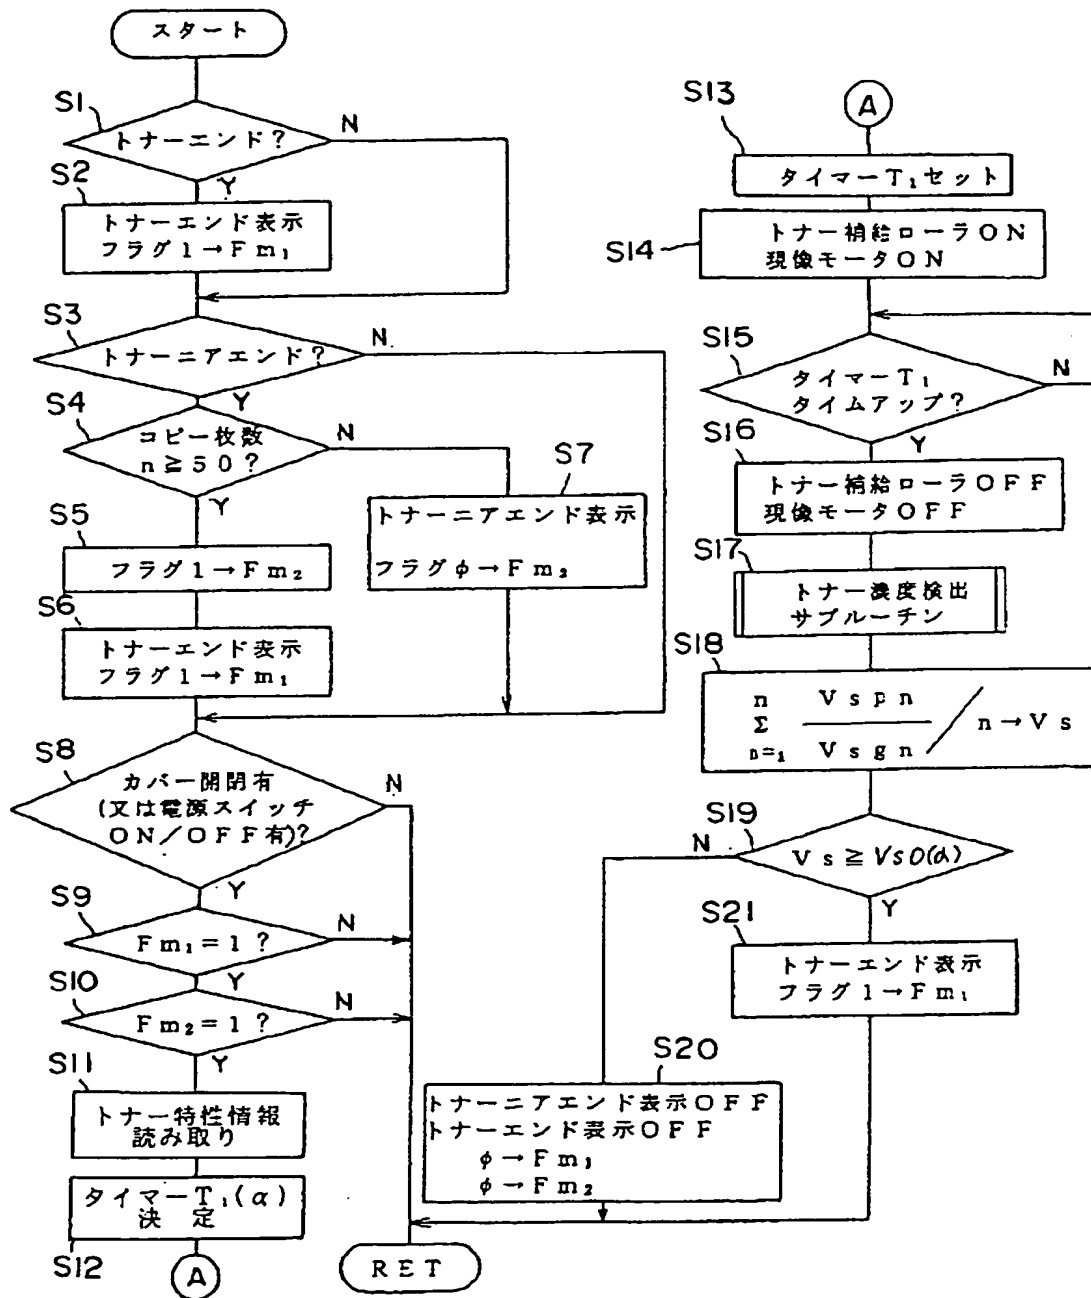 スタート
S1
トナーエンド?
N
Y
S2
トナーエンド表示
フラグ1→Fm₁
S3
トナーニアエンド?
N
Y
S4
コピー枚数
n≧50?
N
Y
S5
フラグ1→Fm₂
S6
トナーエンド表示
フラグ1→Fm₁
S7
トナーニアエンド表示
フラグφ→Fm₂
S8
カバー開閉有
(又は電源スイッチ
ON/OFF有)?
N
Y
S9
Fm₁=1?
N
Y
S10
Fm₂=1?
N
Y
S11
トナー特性情報
読み取り
S12
タイマーT₁(α)
決定
A
A
S13
タイマーT₁セット
S14
トナー補給ローラON
現像モータON
S15
タイマーT₁
タイムアップ?
N
Y
S16
トナー補給ローラOFF
現像モータOFF
S17
トナー濃度検出
サブルーチン
S18
n Vspn
Σ / n→Vs
n=1 Vsgn
S19
Vs≧VsO(α)
N
Y
S20
トナーニアエンド表示OFF
トナーエンド表示OFF
φ→Fm₁
φ→Fm₂
S21
トナーエンド表示
フラグ1→Fm₁
RET